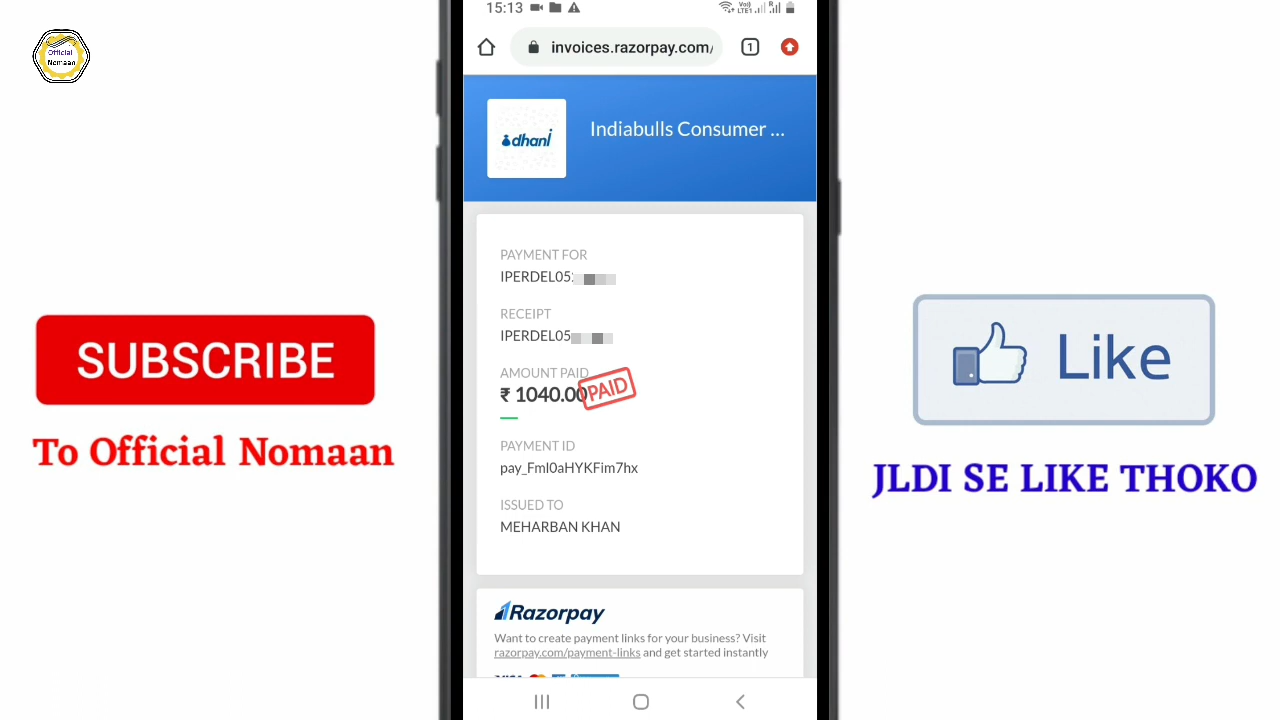 Official
Nomaan
15:13
invoices.razorpay.com/
1
dhani
Indiabulls Consumer ...
PAYMENT FOR
IPERDEL05
RECEIPT
IPERDEL05
AMOUNT PAID
₹ 1040.00
PAID
PAYMENT ID
pay_Fml0aHYKFim7hx
ISSUED TO
MEHARBAN KHAN
Razorpay
Want to create payment links for your business? Visit
razorpay.com/payment-links and get started instantly
SUBSCRIBE
To Official Nomaan
Like
JLDI SE LIKE THOKO